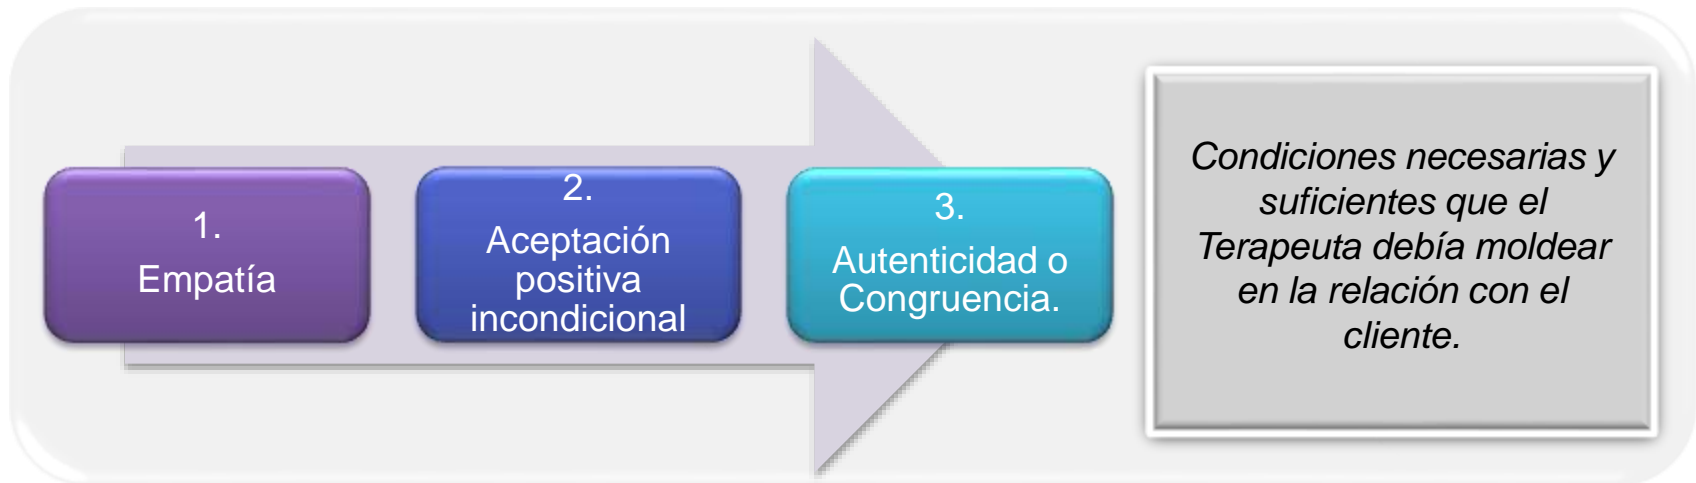 1.
Empatía
2.
Aceptación
positiva
incondicional
3.
Autenticidad o
Congruencia.
Condiciones necesarias y
suficientes que el
Terapeuta debía moldear
en la relación con el
cliente.